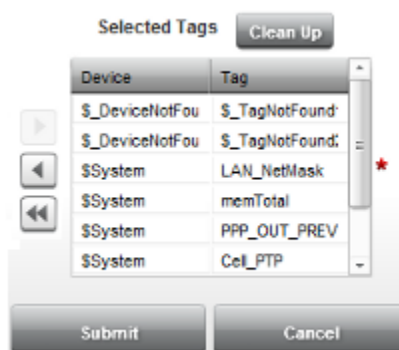 Selected Tags Clean Up
Device Tag
$_DeviceNotFou $_TagNotFound
$_DeviceNotFou $_TagNotFound
$System LAN_NetMask
$System memTotal
$System PPP_OUT_PREV
$System Cell_PTP
*
Submit Cancel